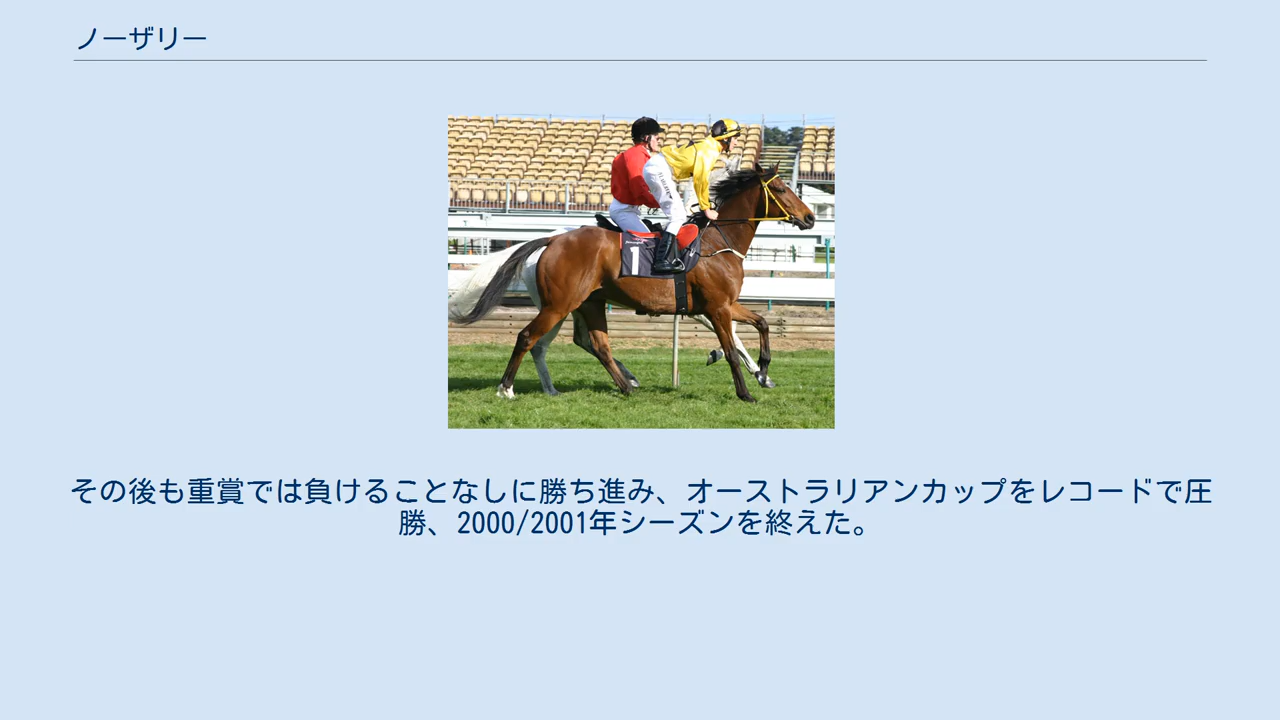 ノーザリー
1
その後も重賞では負けることなしに勝ち進み、オーストラリアンカップをレコードで圧
勝、2000/2001年シーズンを終えた。